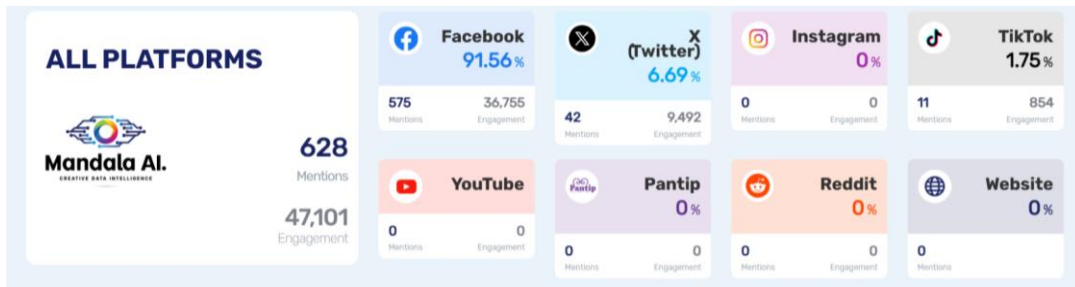 ALL PLATFORMS
Mandala AI.
CREATIVE DATA INTELLIGENCE
628
Mentions
47,101
Engagement
Facebook
91.56 %
575 36,755
Mentions Engagement
X
(Twitter)
6.69 %
42 9,492
Mentions Engagement
Instagram
0 %
0 0
Mentions Engagement
TikTok
1.75 %
11 854
Mentions Engagement
YouTube
0 0
Mentions Engagement
Pantip
Pantip
0 %
0 0
Mentions Engagement
Reddit
0 %
0 0
Mentions Engagement
Website
0 %
0
Mentions